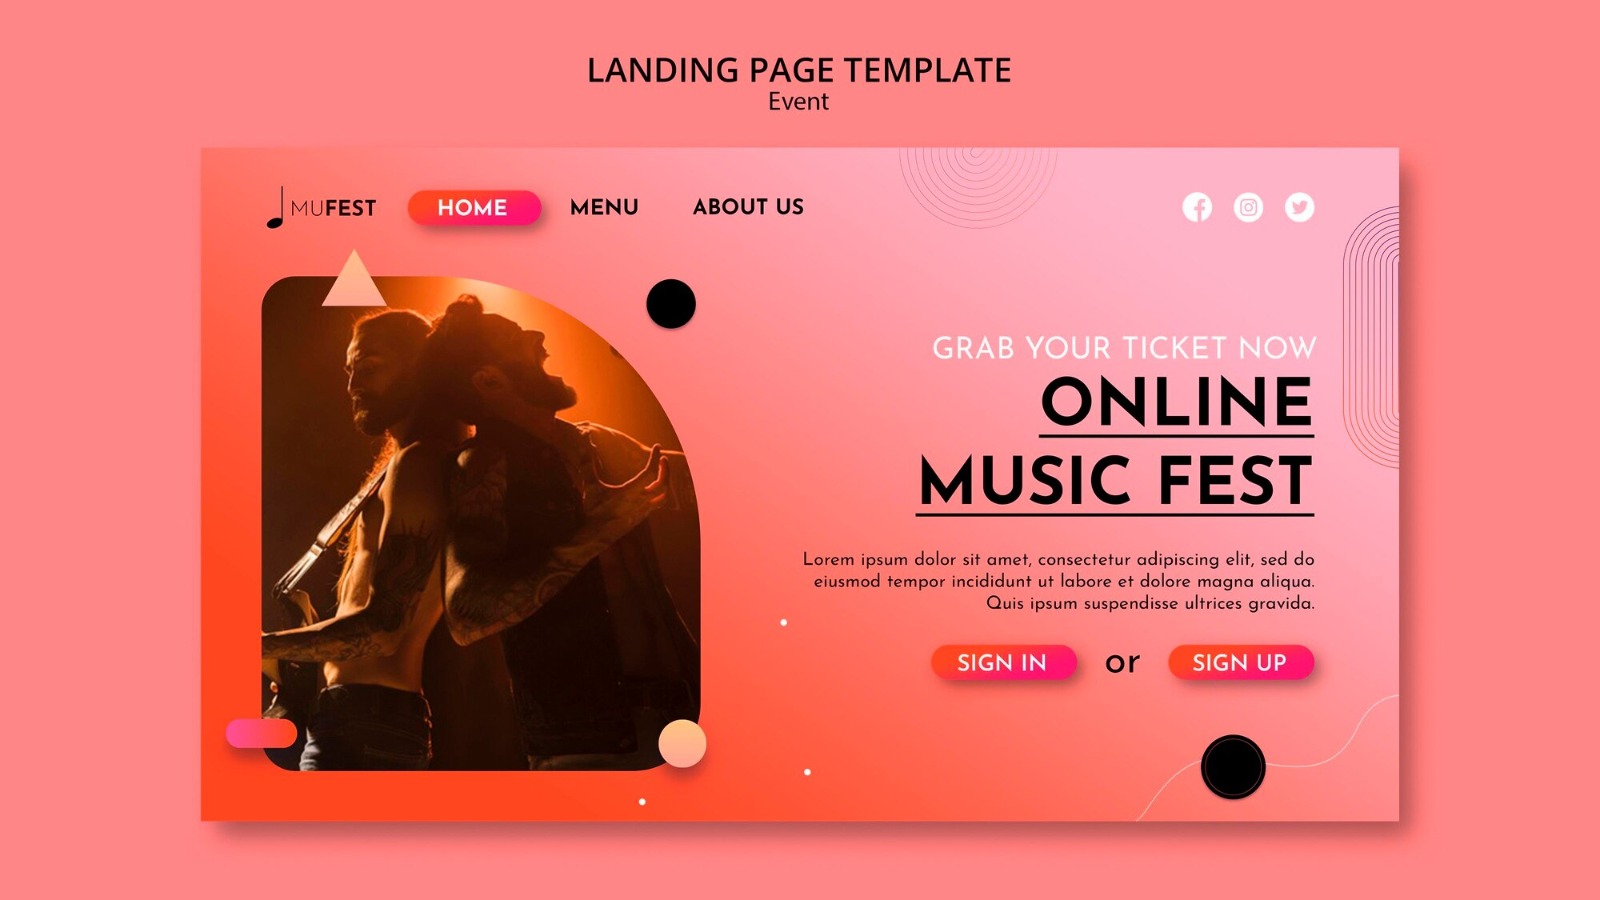 LANDING PAGE TEMPLATE
Event
MUFEST
HOME
MENU
ABOUT US
GRAB YOUR TICKET NOW
ONLINE
MUSIC FEST
Lorem ipsum dolor sit amet, consectetur adipiscing elit, sed do
eiusmod tempor incididunt ut labore et dolore magna aliqua.
Quis ipsum suspendisse ultrices gravida.
SIGN IN or SIGN UP